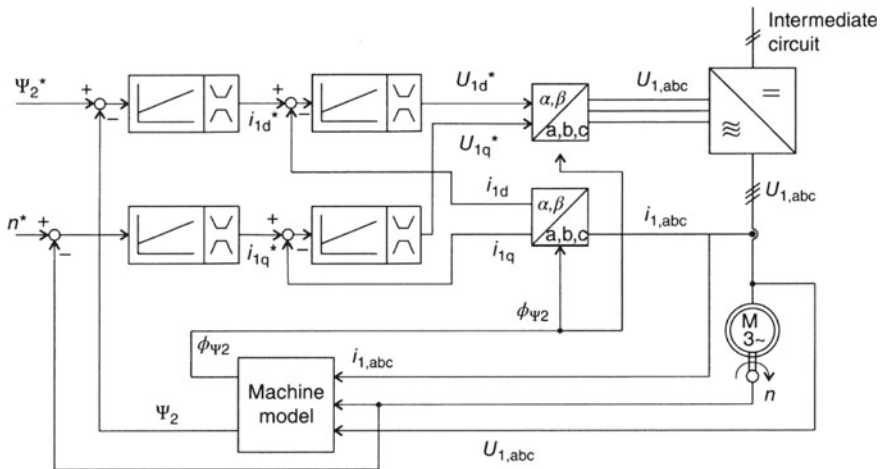 Intermediate
circuit
Ψ₂*
+
−
i₁d*
+
−
U₁d*
U₁q*
α,β
a,b,c
U₁,abc
=
≋
U₁,abc
n*
+
−
i₁q*
+
−
i₁d
i₁q
α,β
a,b,c
i₁,abc
ϕΨ₂
ϕΨ₂
M
3~
n
i₁,abc
Machine
model
Ψ₂
U₁,abc